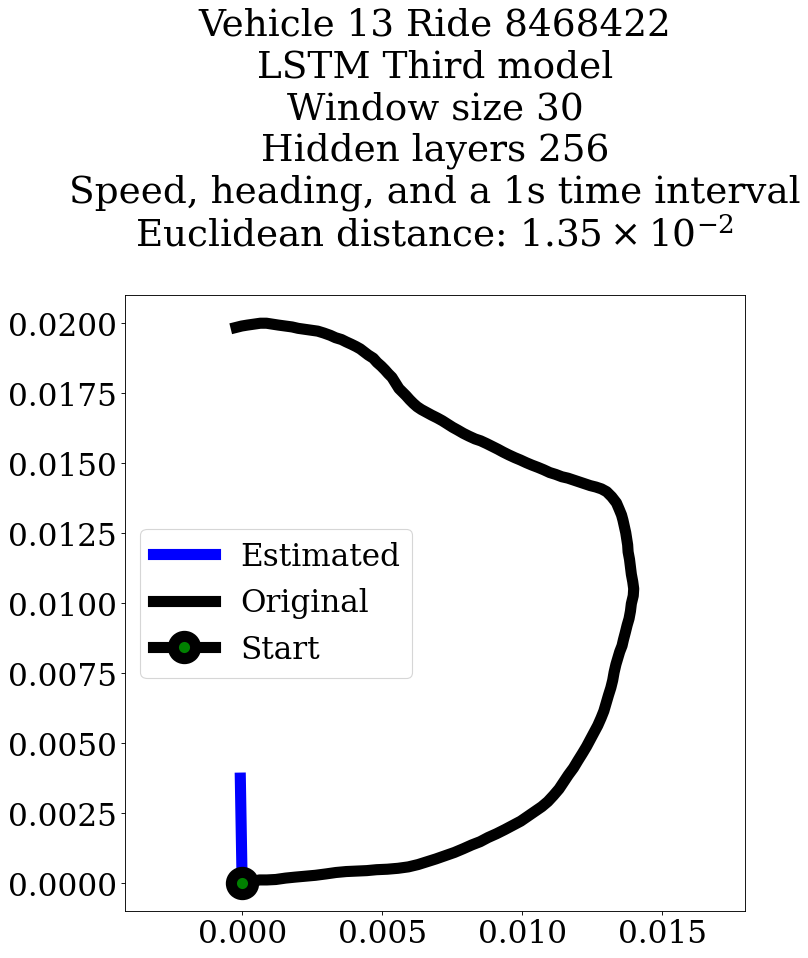 Vehicle 13 Ride 8468422
LSTM Third model
Window size 30
Hidden layers 256
Speed, heading, and a 1s time interval
Euclidean distance: 1.35 × 10⁻²
0.0200
0.0175
0.0150
0.0125
0.0100
0.0075
0.0050
0.0025
0.0000
Estimated
Original
Start
0.000 0.005 0.010 0.015